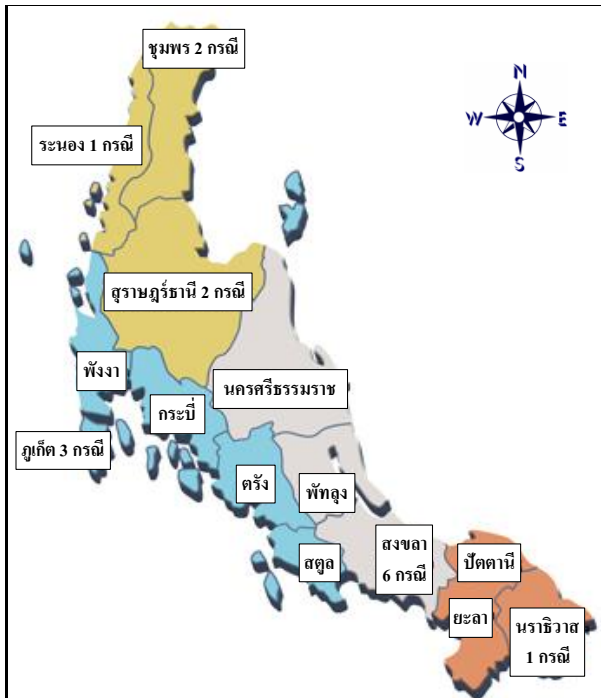 ชุมพร 2 กรณี
N
W E
S
ระนอง 1 กรณี
สุราษฎร์ธานี 2 กรณี
พังงา
นครศรีธรรมราช
กระบี่
ภูเก็ต 3 กรณี
ตรัง
พัทลุง
สงขลา
6 กรณี
สตูล
ปัตตานี
ยะลา
นราธิวาส
1 กรณี